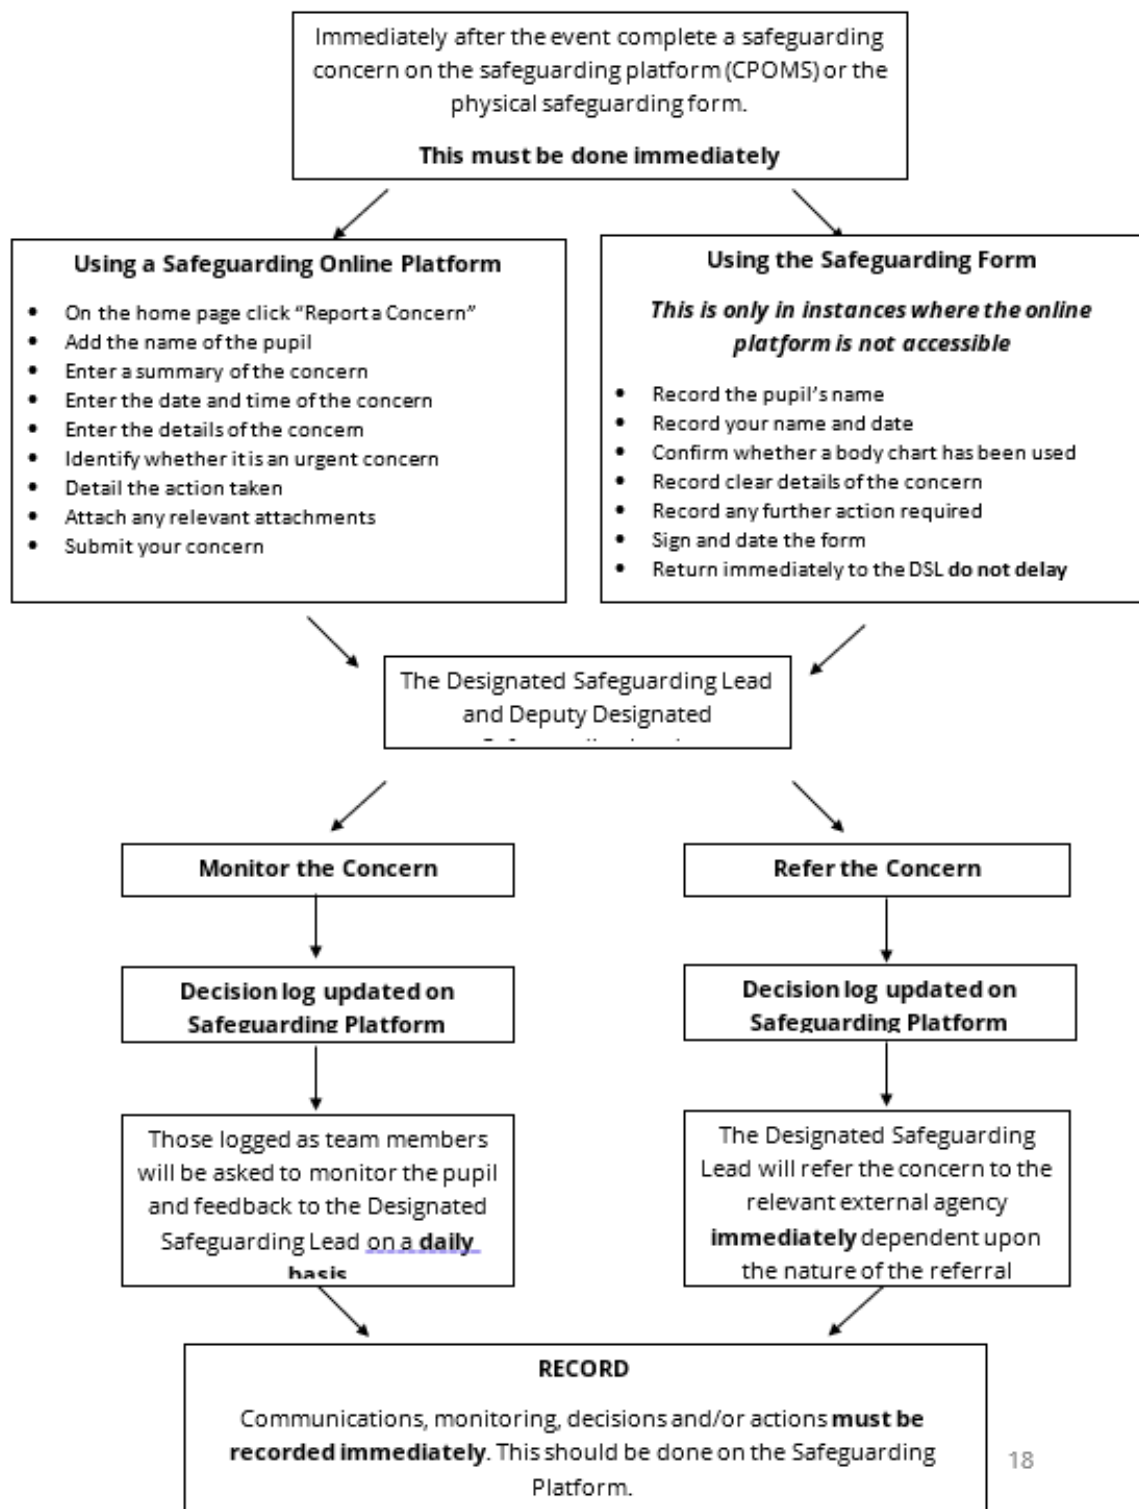 Immediately after the event complete a safeguarding
concern on the safeguarding platform (CPOMS) or the
physical safeguarding form.
This must be done immediately
Using a Safeguarding Online Platform
• On the home page click “Report a Concern”
• Add the name of the pupil
• Enter a summary of the concern
• Enter the date and time of the concern
• Enter the details of the concern
• Identify whether it is an urgent concern
• Detail the action taken
• Attach any relevant attachments
• Submit your concern
Using the Safeguarding Form
This is only in instances where the online
platform is not accessible
• Record the pupil’s name
• Record your name and date
• Confirm whether a body chart has been used
• Record clear details of the concern
• Record any further action required
• Sign and date the form
• Return immediately to the DSL do not delay
The Designated Safeguarding Lead
and Deputy Designated
Monitor the Concern
Refer the Concern
Decision log updated on
Safeguarding Platform
Decision log updated on
Safeguarding Platform
Those logged as team members
will be asked to monitor the pupil
and feedback to the Designated
Safeguarding Lead on a daily
basis
The Designated Safeguarding
Lead will refer the concern to the
relevant external agency
immediately dependent upon
the nature of the referral
RECORD
Communications, monitoring, decisions and/or actions must be
recorded immediately. This should be done on the Safeguarding
Platform.
18